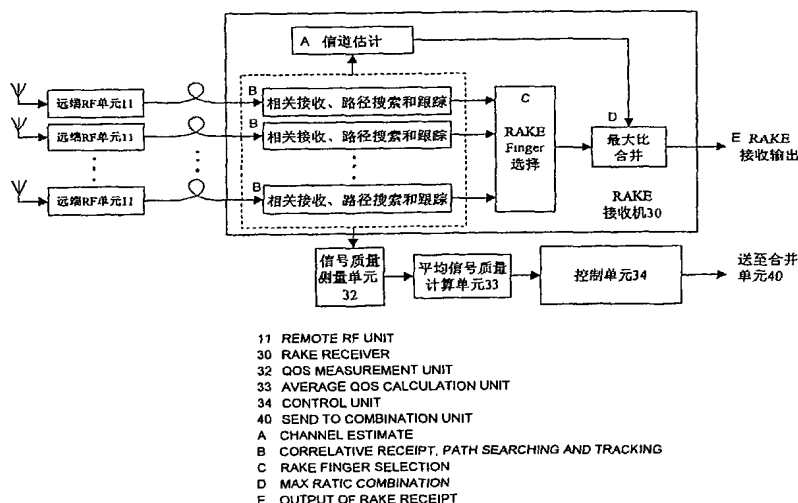 A 信道估计
远端RF单元11
B
相关接收、路径搜索和跟踪
C
远端RF单元11
B
相关接收、路径搜索和跟踪
RAKE
Finger
选择
D
最大比
合并
E RAKE
接收输出
远端RF单元11
B
相关接收、路径搜索和跟踪
RAKE
接收机30
信号质量
测量单元
32
平均信号质量
计算单元33
控制单元34
送至合并
单元40
11 REMOTE RF UNIT
30 RAKE RECEIVER
32 QOS MEASUREMENT UNIT
33 AVERAGE QOS CALCULATION UNIT
34 CONTROL UNIT
40 SEND TO COMBINATION UNIT
A CHANNEL ESTIMATE
B CORRELATIVE RECEIPT, PATH SEARCHING AND TRACKING
C RAKE FINGER SELECTION
D MAX RATIC COMBINATION
E OUTPUT OF RAKE RECEIPT